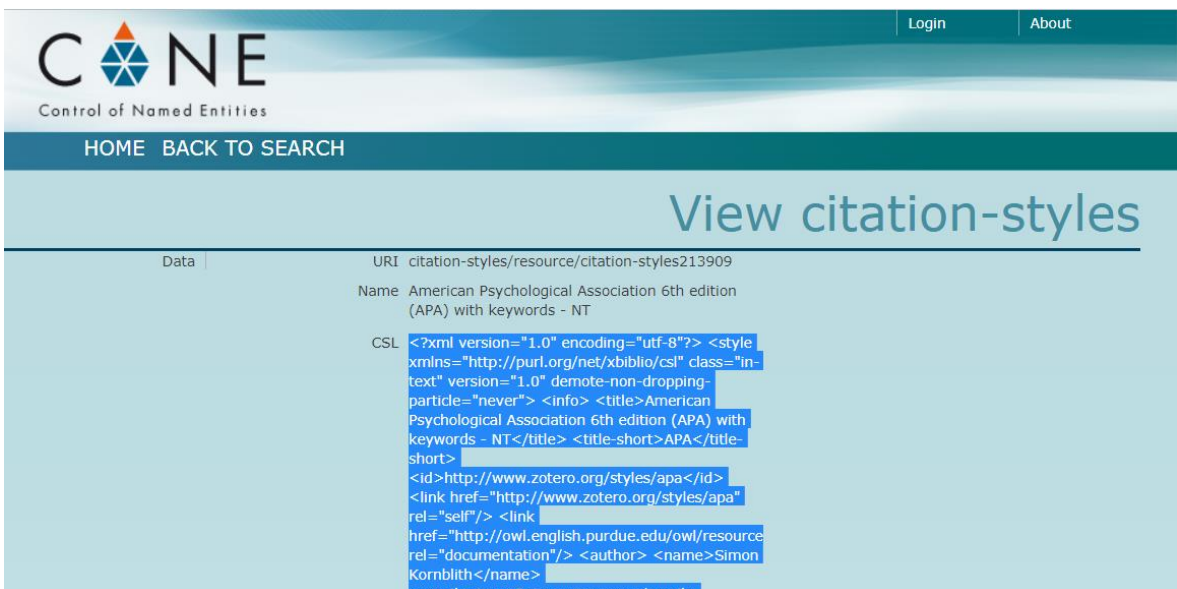 Login About
CONE
Control of Named Entities
HOME BACK TO SEARCH
View citation-styles
Data URI citation-styles/resource/citation-styles213909
Name American Psychological Association 6th edition
(APA) with keywords - NT
CSL <?xml version="1.0" encoding="utf-8"?> <style
xmlns="http://purl.org/net/xbiblio/csl" class="in-
text" version="1.0" demote-non-dropping-
particle="never"> <info> <title>American
Psychological Association 6th edition (APA) with
keywords - NT</title> <title-short>APA</title-
short>
<id>http://www.zotero.org/styles/apa</id>
<link href="http://www.zotero.org/styles/apa"
rel="self"/> <link
href="http://owl.english.purdue.edu/owl/resource
rel="documentation"/> <author> <name>Simon
Kornblith</name>